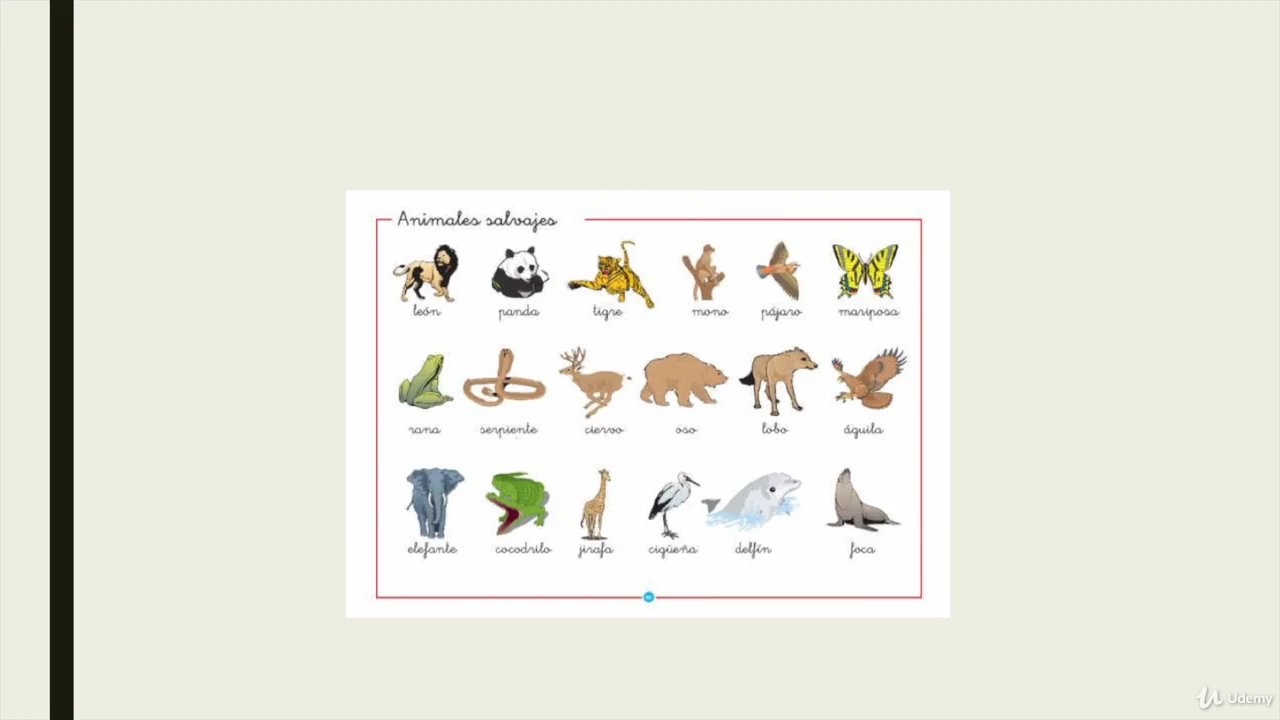 Animales salvajes
león panda tigre mono pájaro mariposa
rana serpiente ciervo oso lobo águila
elefante cocodrilo jirafa cigüeña delfín foca
Udemy